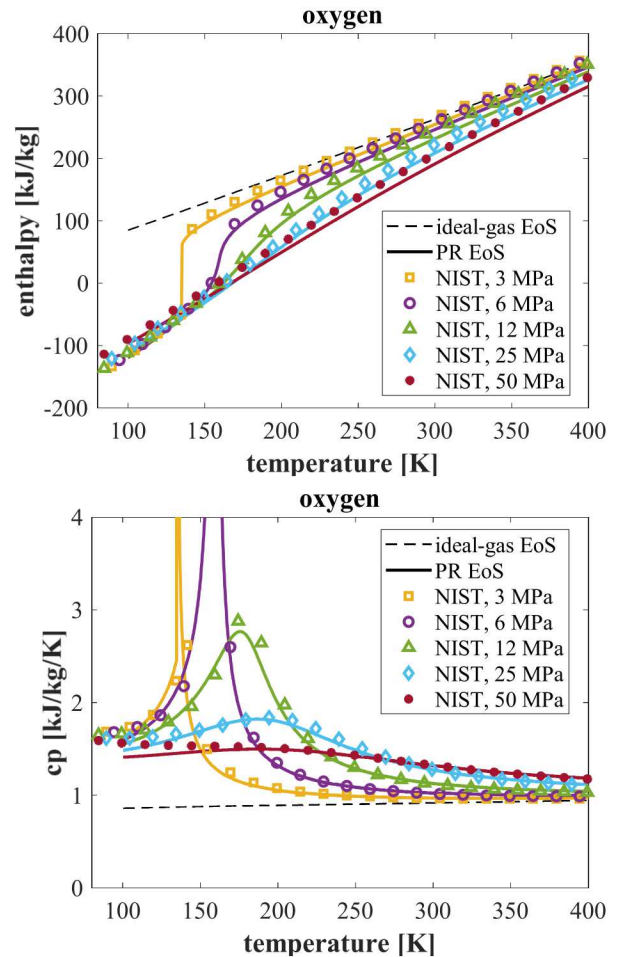 oxygen
enthalpy [kJ/kg]
400
300
200
100
0
-100
-200
ideal-gas EoS
PR EoS
NIST, 3 MPa
NIST, 6 MPa
NIST, 12 MPa
NIST, 25 MPa
NIST, 50 MPa
100 150 200 250 300 350 400
temperature [K]
oxygen
cp [kJ/kg/K]
4
3
2
1
0
ideal-gas EoS
PR EoS
NIST, 3 MPa
NIST, 6 MPa
NIST, 12 MPa
NIST, 25 MPa
NIST, 50 MPa
100 150 200 250 300 350 400
temperature [K]